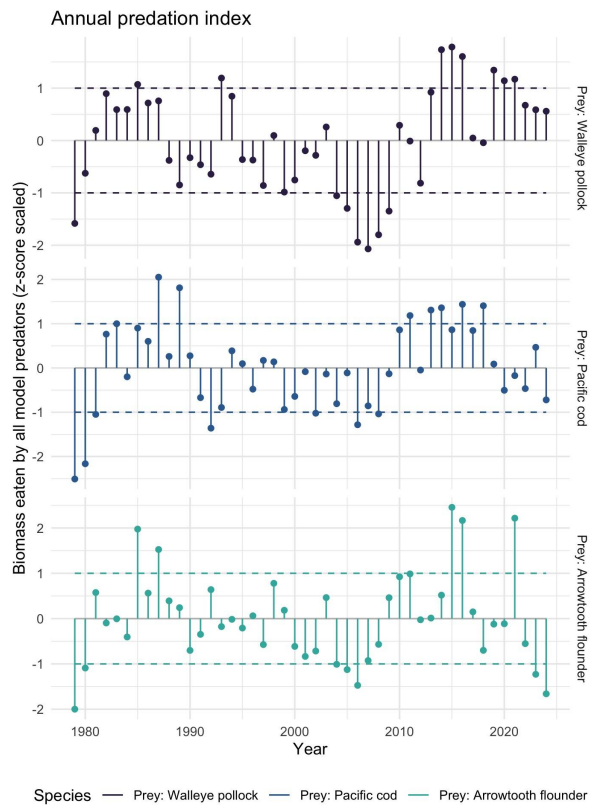 Annual predation index
Biomass eaten by all model predators (z-score scaled)
1
0
-1
-2
Prey: Walleye pollock
2
1
0
-1
-2
Prey: Pacific cod
2
1
0
-1
-2
Prey: Arrowtooth flounder
1980 1990 2000 2010 2020
Year
Species Prey: Walleye pollock Prey: Pacific cod Prey: Arrowtooth flounder